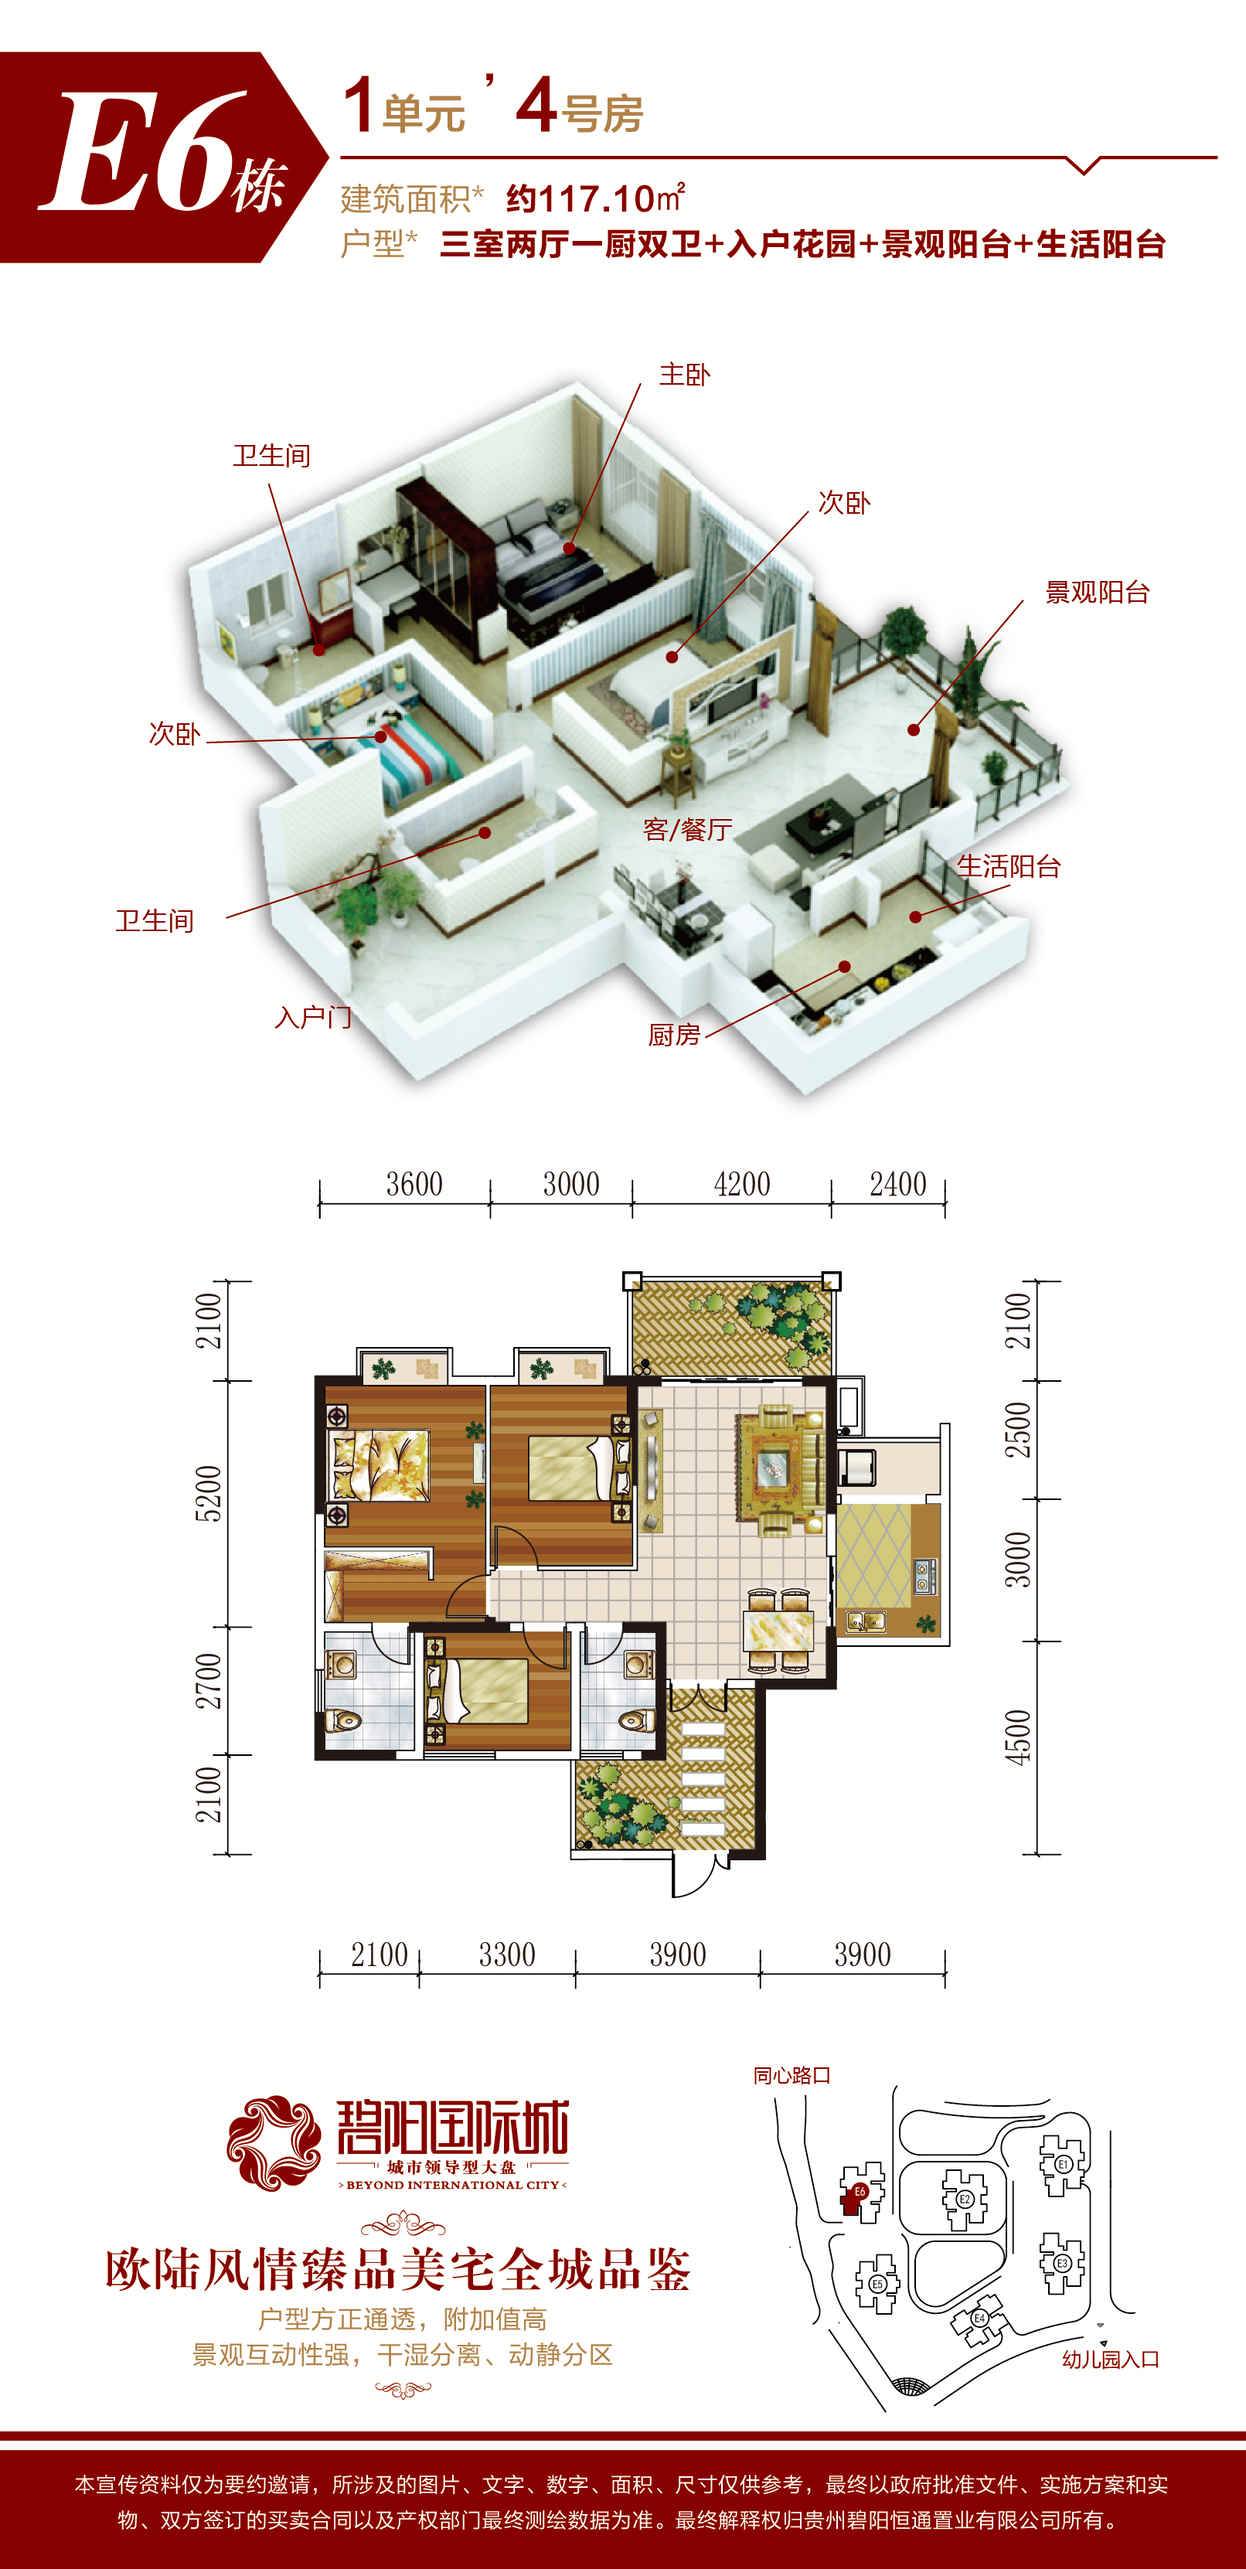 E6栋
1单元 ’4号房
建筑面积* 约117.10㎡
户型* 三室两厅一厨双卫+入户花园+景观阳台+生活阳台
主卧
卫生间
次卧
景观阳台
次卧
客/餐厅
生活阳台
卫生间
入户门
厨房
3600 3000 4200 2400
2100 5200 2700 2100
2100 2500 3000 4500
2100 3300 3900 3900
碧阳国际城
城市领导型大盘
>BEYOND INTERNATIONAL CITY<
欧陆风情臻品美宅全城品鉴
户型方正通透，附加值高
景观互动性强，干湿分离、动静分区
同心路口
E1
E6
E2
E3
E5
E4
幼儿园入口
本宣传资料仅为要约邀请，所涉及的图片、文字、数字、面积、尺寸仅供参考，最终以政府批准文件、实施方案和实
物、双方签订的买卖合同以及产权部门最终测绘数据为准。最终解释权归贵州碧阳恒通置业有限公司所有。